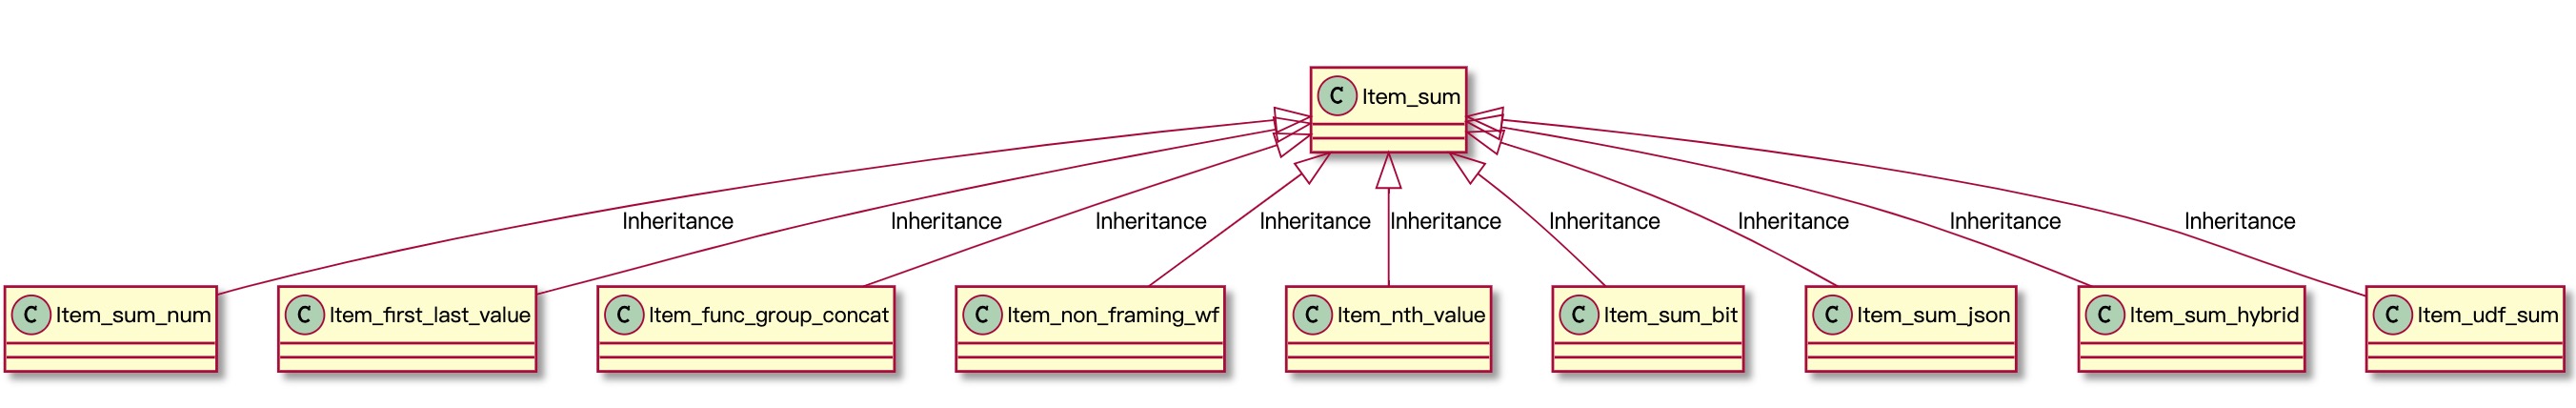 C Item_sum
Inheritance Inheritance Inheritance Inheritance Inheritance Inheritance Inheritance Inheritance Inheritance
C Item_sum_num C Item_first_last_value C Item_func_group_concat C Item_non_framing_wf C Item_nth_value C Item_sum_bit C Item_sum_json C Item_sum_hybrid C Item_udf_sum